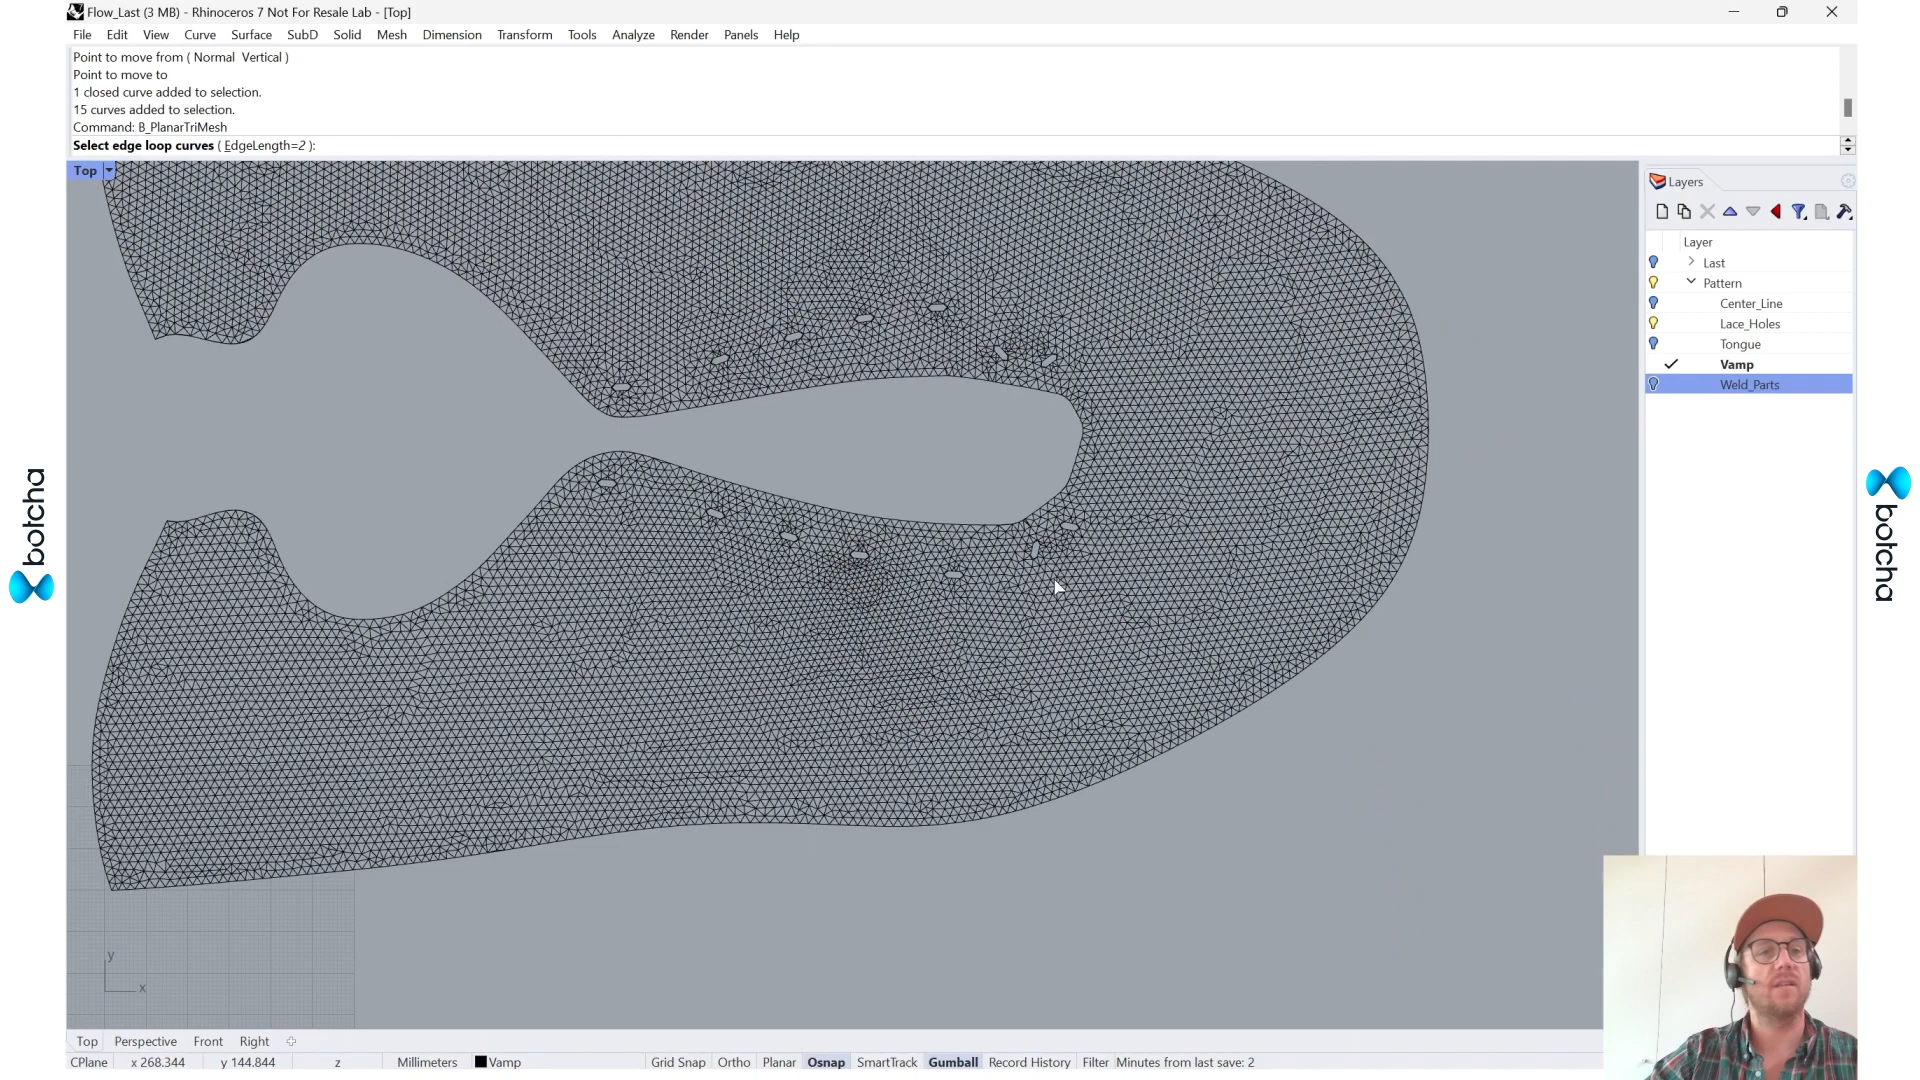 Flow_Last (3 MB) - Rhinoceros 7 Not For Resale Lab - [Top]
File Edit View Curve Surface SubD Solid Mesh Dimension Transform Tools Analyze Render Panels Help
Point to move from ( Normal Vertical )
Point to move to
1 closed curve added to selection.
15 curves added to selection.
Command: B_PlanarTriMesh
Select edge loop curves ( EdgeLength=2 ):
Top
Layers
Layer
Last
Pattern
Center_Line
Lace_Holes
Tongue
Vamp
Weld_Parts
botcha
botcha
y
x
Top Perspective Front Right
CPlane x 268.344 y 144.844 z Millimeters Vamp Grid Snap Ortho Planar Osnap SmartTrack Gumball Record History Filter Minutes from last save: 2